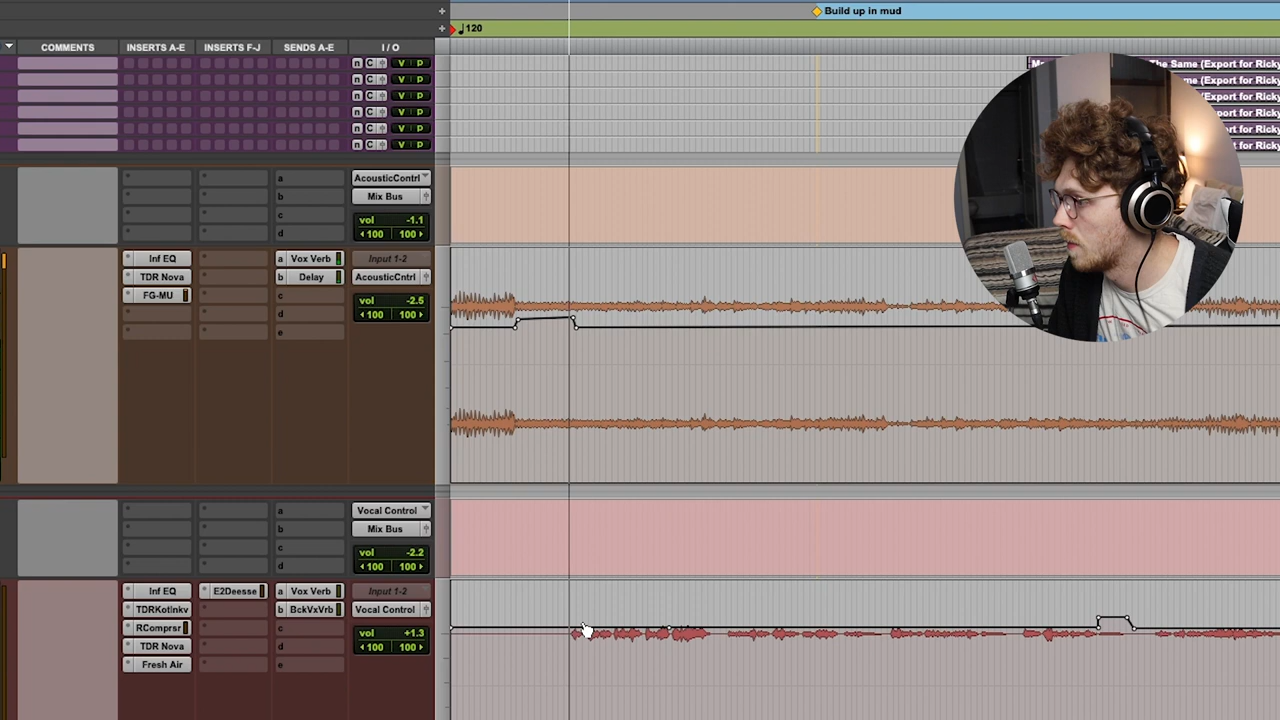 Build up in mud
120
COMMENTS INSERTS A-E INSERTS F-J SENDS A-E I / O
n C V P The Same (Export for Ricky
n C V P me (Export for Ricky
n C V P (Export for Ricky
n C V P Export for Ricky
n C V P (Export for Ricky
n C V P Export for Ricky
a AcousticContrl
b Mix Bus
c vol -1.1
d 100 100
Inf EQ a Vox Verb Input 1-2
TDR Nova b Delay AcousticCntrl
FG-MU c vol -2.5
d 100 100
e
a Vocal Control
b Mix Bus
c vol -2.2
d 100 100
Inf EQ E2Deesse a Vox Verb Input 1-2
TDRKotlnkv b BckVxVrb Vocal Control
RComprsr c vol +1.3
TDR Nova d 100 100
Fresh Air e